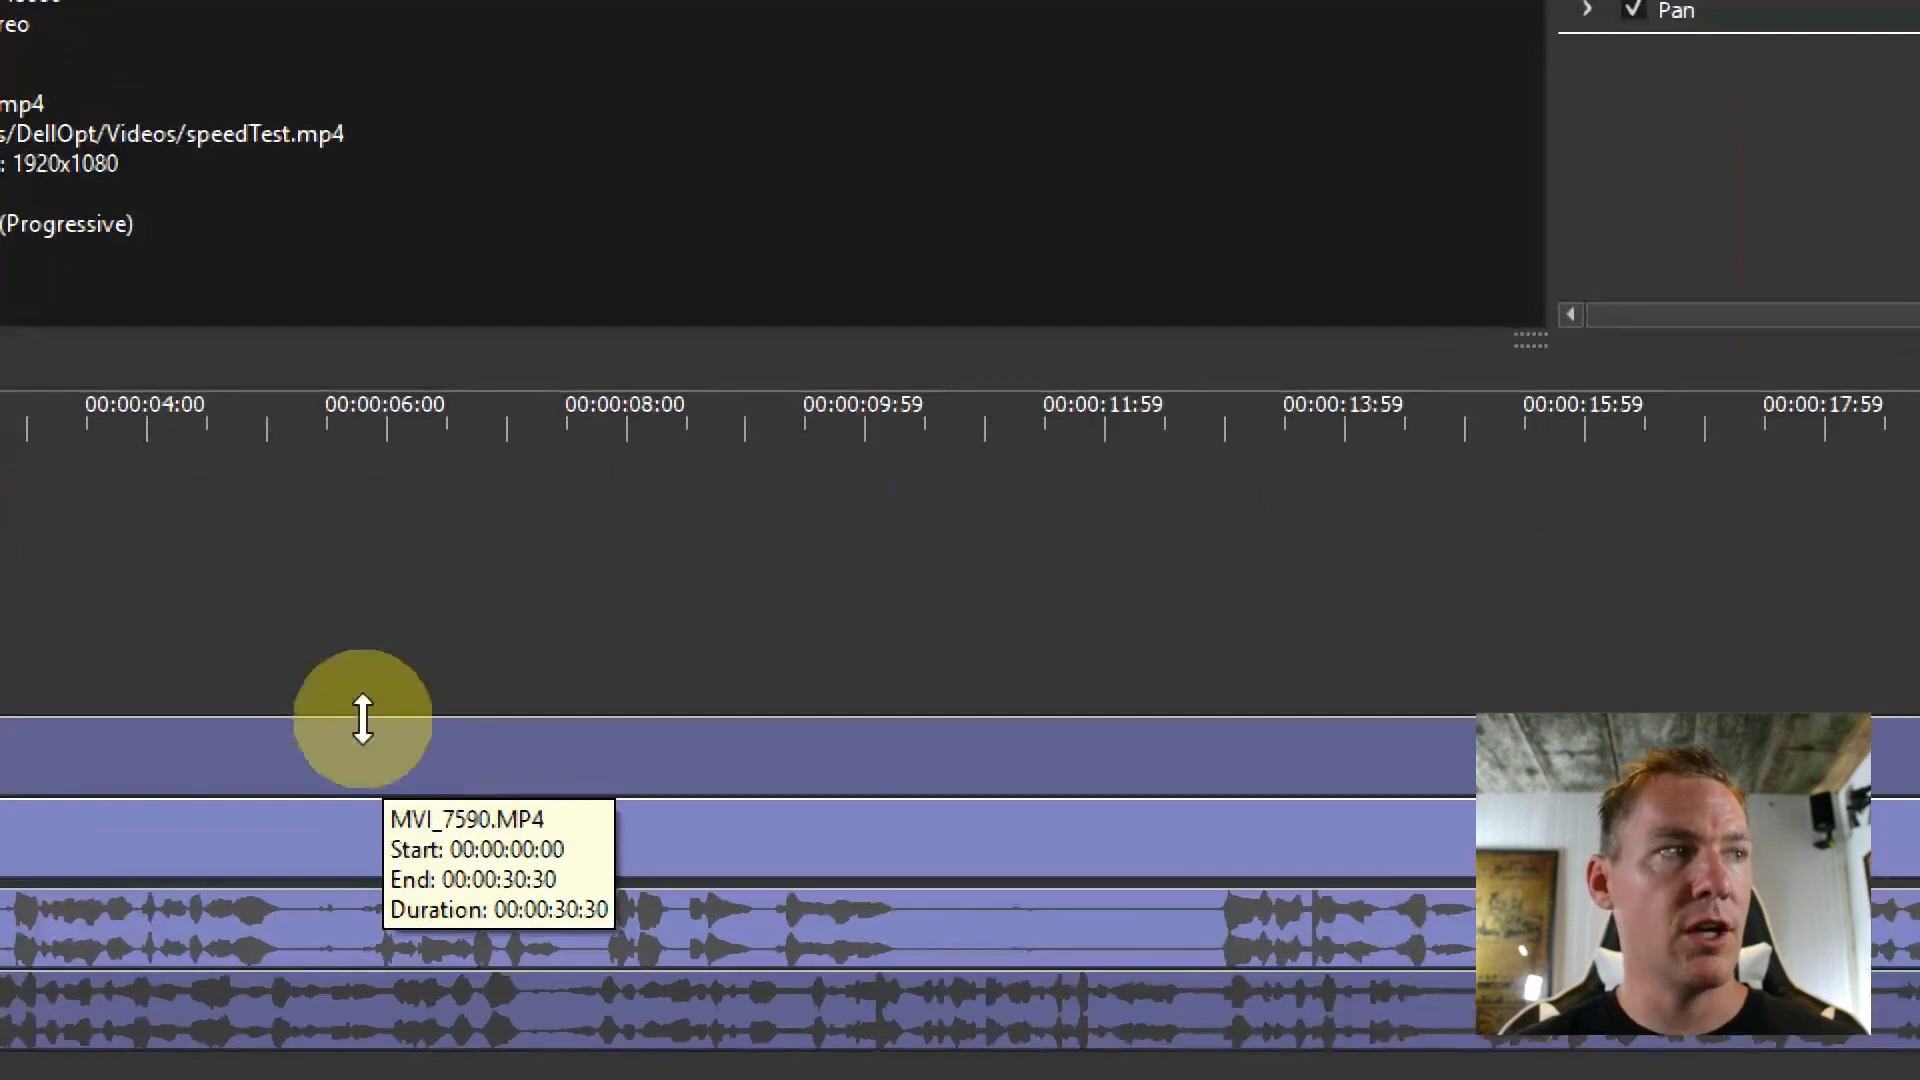 reo
Pan
mp4
s/DellOpt/Videos/speedTest.mp4
: 1920x1080
(Progressive)
00:00:04:00 00:00:06:00 00:00:08:00 00:00:09:59 00:00:11:59 00:00:13:59 00:00:15:59 00:00:17:59
MVI_7590.MP4
Start: 00:00:00:00
End: 00:00:30:30
Duration: 00:00:30:30